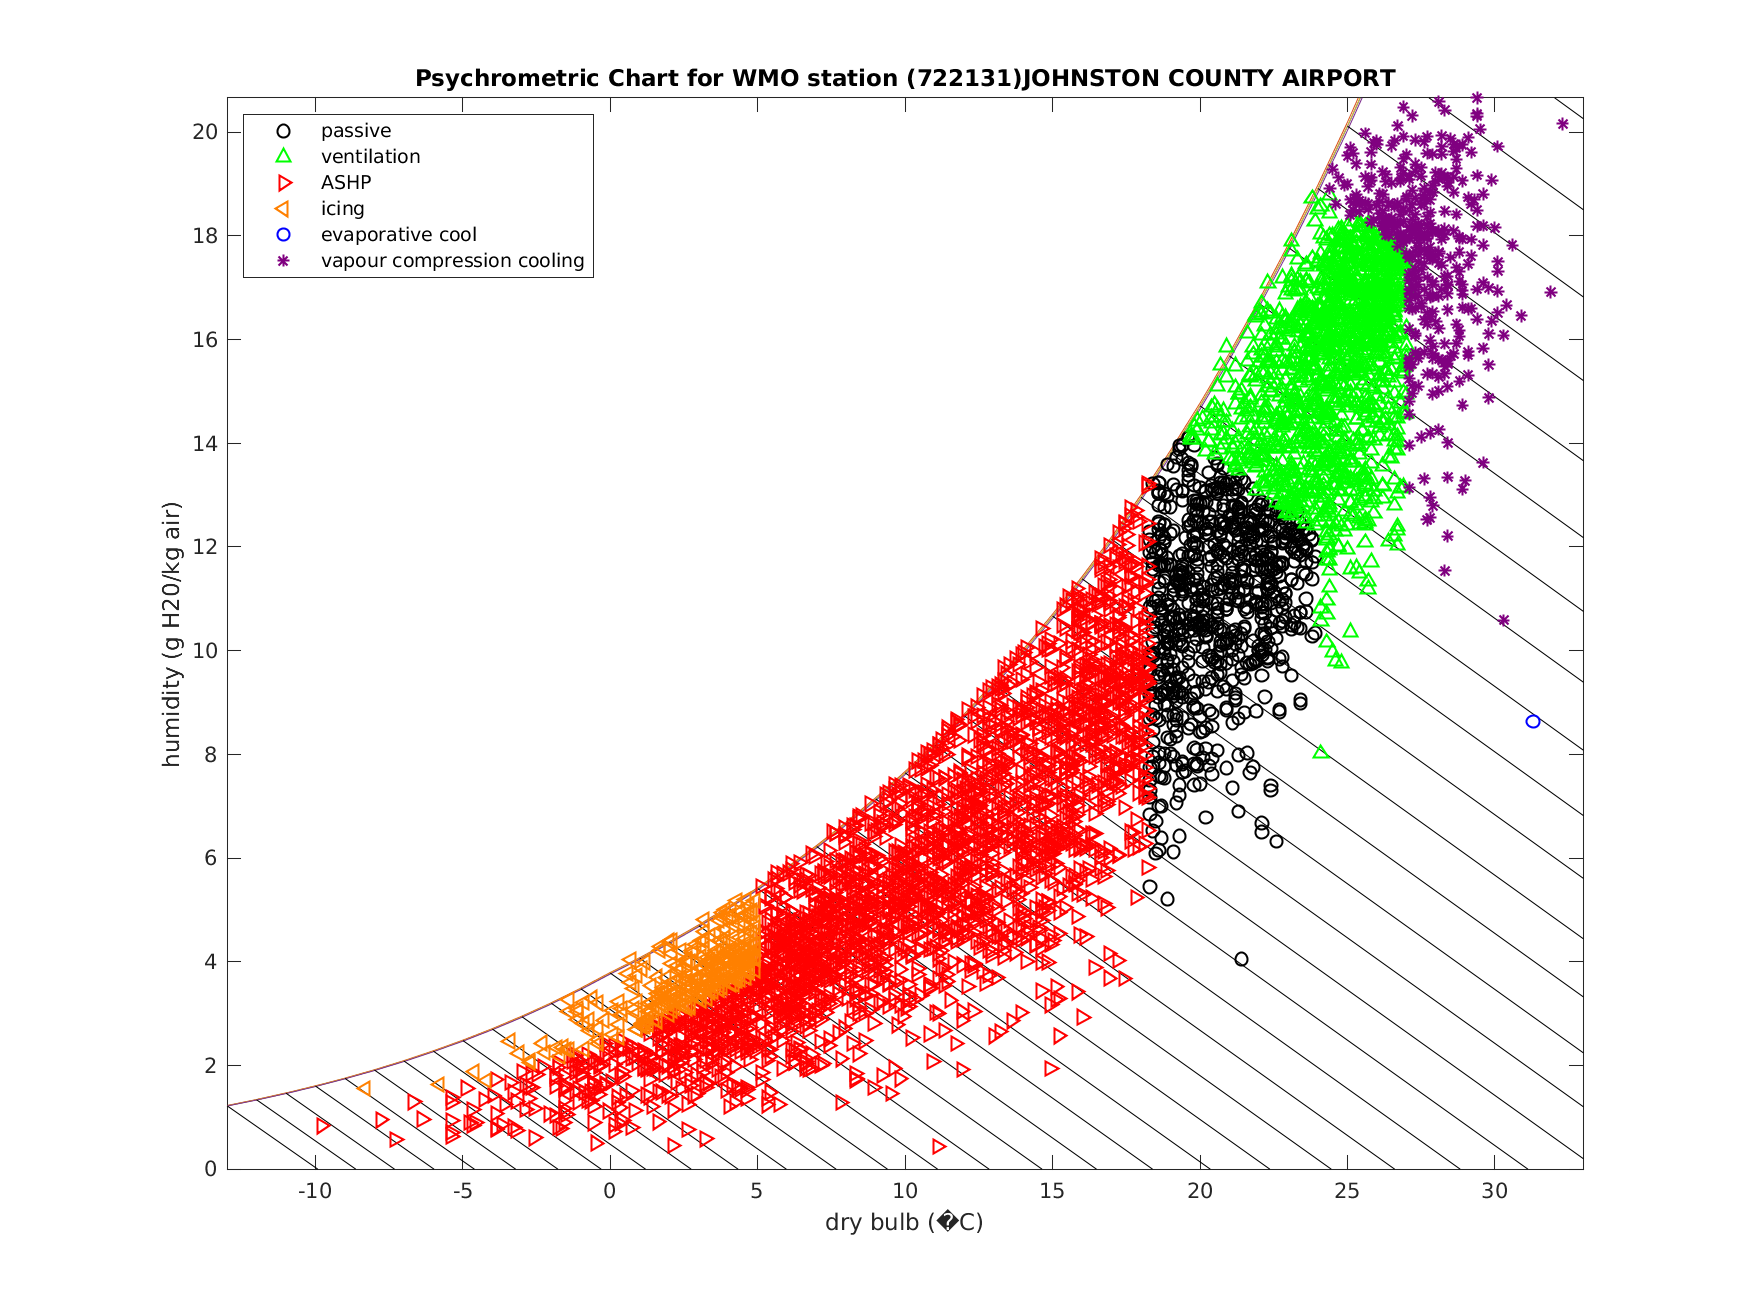 Psychrometric Chart for WMO station (722131)JOHNSTON COUNTY AIRPORT
passive
ventilation
ASHP
icing
evaporative cool
vapour compression cooling
humidity (g H20/kg air)
20
18
16
14
12
10
8
6
4
2
0
-10 -5 0 5 10 15 20 25 30
dry bulb (�C)